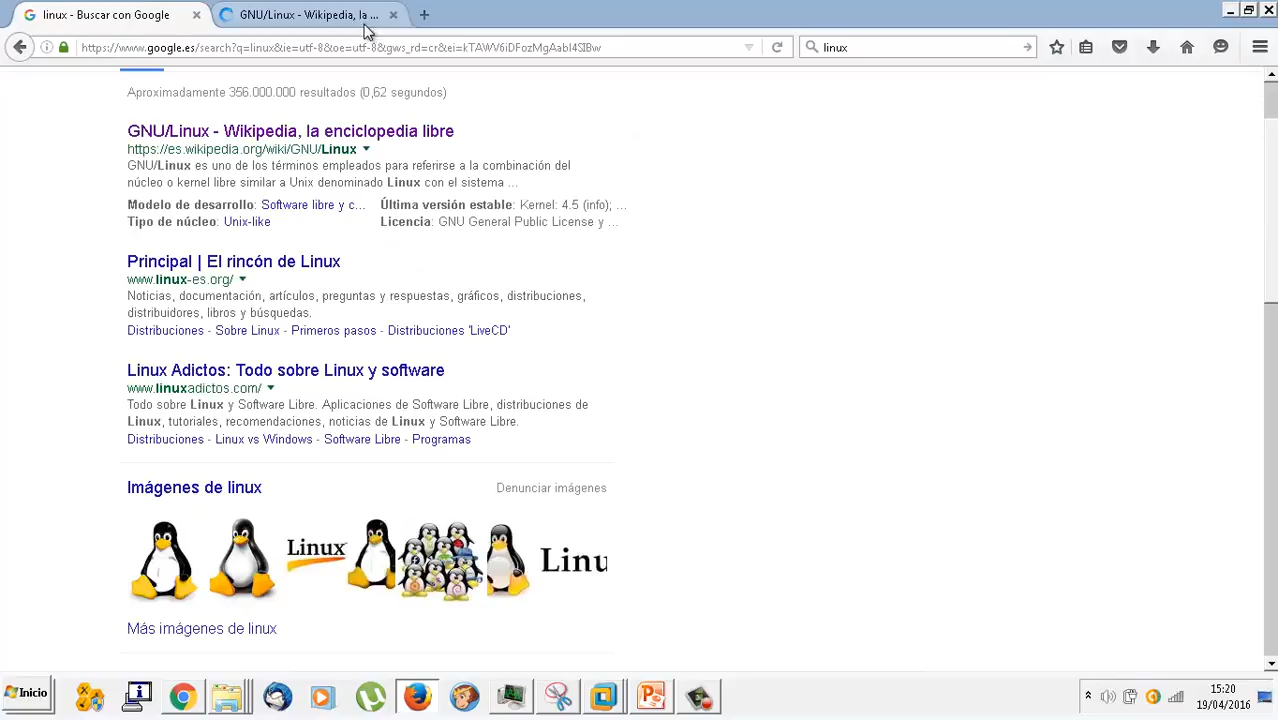 linux - Buscar con Google
GNU/Linux - Wikipedia, la ...
https://www.google.es/search?q=linux&ie=utf-8&oe=utf-8&gws_rd=cr&ei=kTAWV6iDFozMgAabl4SIBw
linux
Aproximadamente 356.000.000 resultados (0,62 segundos)
GNU/Linux - Wikipedia, la enciclopedia libre
https://es.wikipedia.org/wiki/GNU/Linux
GNU/Linux es uno de los términos empleados para referirse a la combinación del
núcleo o kernel libre similar a Unix denominado Linux con el sistema ...
Modelo de desarrollo: Software libre y c... Última versión estable: Kernel: 4.5 (info); ...
Tipo de núcleo: Unix-like Licencia: GNU General Public License y ...
Principal | El rincón de Linux
www.linux-es.org/
Noticias, documentación, artículos, preguntas y respuestas, gráficos, distribuciones,
distribuidores, libros y búsquedas.
Distribuciones - Sobre Linux - Primeros pasos - Distribuciones 'LiveCD'
Linux Adictos: Todo sobre Linux y software
www.linuxadictos.com/
Todo sobre Linux y Software Libre. Aplicaciones de Software Libre, distribuciones de
Linux, tutoriales, recomendaciones, noticias de Linux y Software Libre.
Distribuciones - Linux vs Windows - Software Libre - Programas
Imágenes de linux Denunciar imágenes
Linux Linu
Más imágenes de linux
Inicio
15:20
19/04/2016